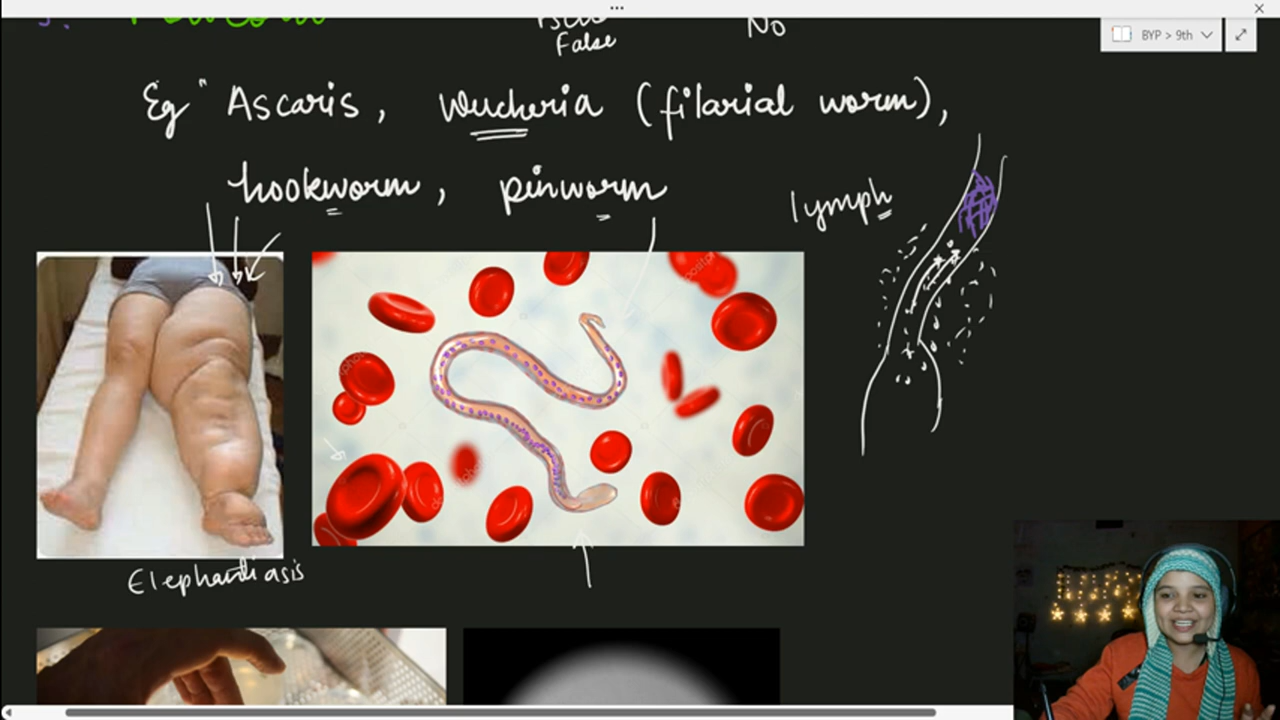 False
No
BYP > 9th
Eg" Ascaris, Wucheria (filarial worm),
hookworm, pinworm
lymph
Elephantiasis